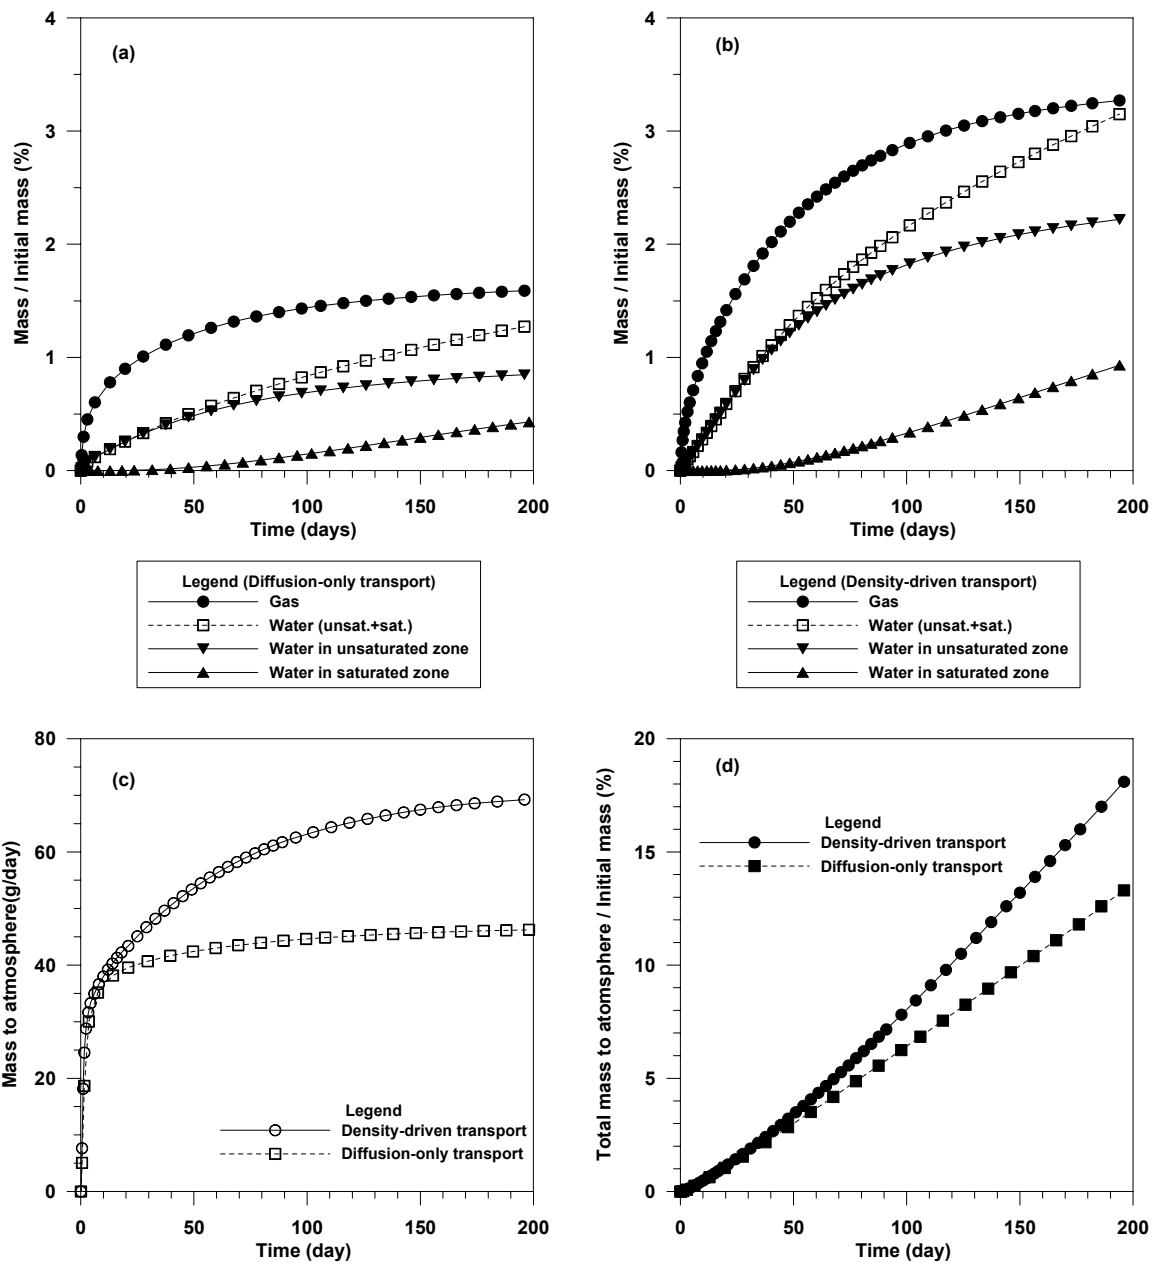 (a)
Mass / Initial mass (%)
4
3
2
1
0
0 50 100 150 200
Time (days)
Legend (Diffusion-only transport)
Gas
Water (unsat.+sat.)
Water in unsaturated zone
Water in saturated zone
(b)
Mass / Initial mass (%)
4
3
2
1
0
0 50 100 150 200
Time (days)
Legend (Density-driven transport)
Gas
Water (unsat.+sat.)
Water in unsaturated zone
Water in saturated zone
(c)
Mass to atmosphere(g/day)
80
60
40
20
0
Legend
Density-driven transport
Diffusion-only transport
0 50 100 150 200
Time (day)
(d)
Total mass to atomsphere / Initial mass (%)
20
15
10
5
0
Legend
Density-driven transport
Diffusion-only transport
0 50 100 150 200
Time (day)